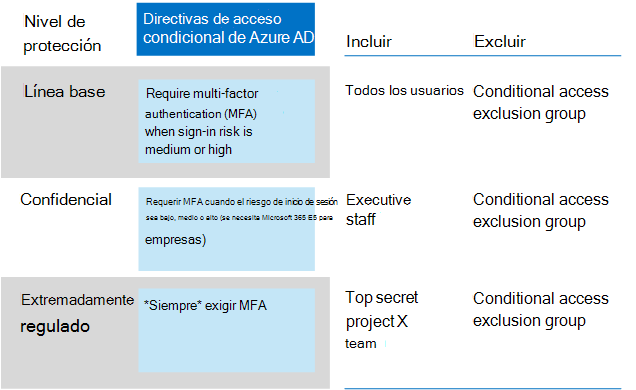 Nivel de
protección
Directivas de acceso
condicional de Azure AD
Incluir
Excluir
Línea base
Require multi-factor
authentication (MFA)
when sign-in risk is
medium or high
Todos los usuarios
Conditional access
exclusion group
Confidencial
Requerir MFA cuando el riesgo de inicio de sesión
sea bajo, medio o alto (se necesita Microsoft 365 E5 para
empresas)
Executive
staff
Conditional access
exclusion group
Extremadamente
regulado
*Siempre* exigir MFA
Top secret
project X
team
Conditional access
exclusion group